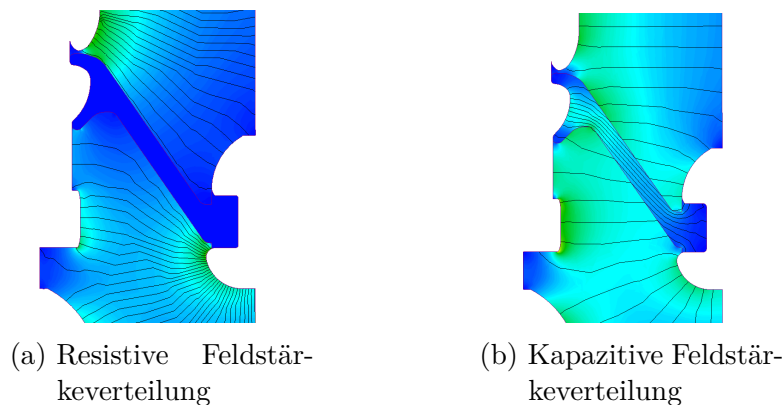 (a) Resistive Feldstär-
keverteilung
(b) Kapazitive Feldstär-
keverteilung